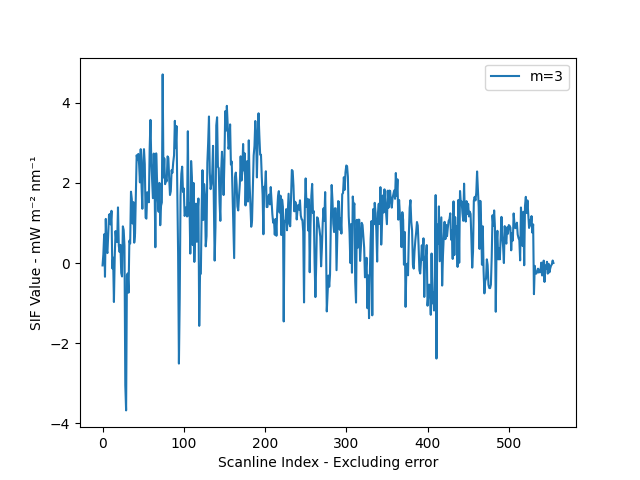 m=3
4
2
0
−2
−4
SIF Value - mW m⁻² nm⁻¹
0 100 200 300 400 500
Scanline Index - Excluding error